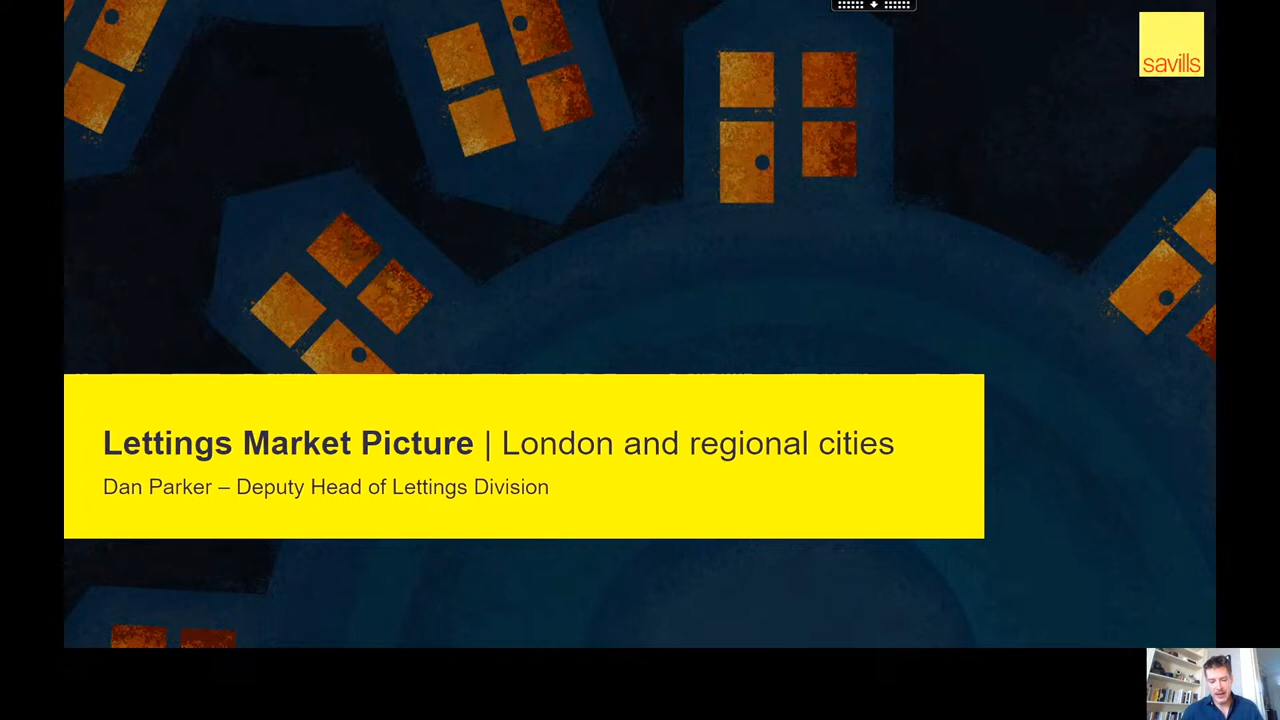 savills
Lettings Market Picture | London and regional cities
Dan Parker – Deputy Head of Lettings Division